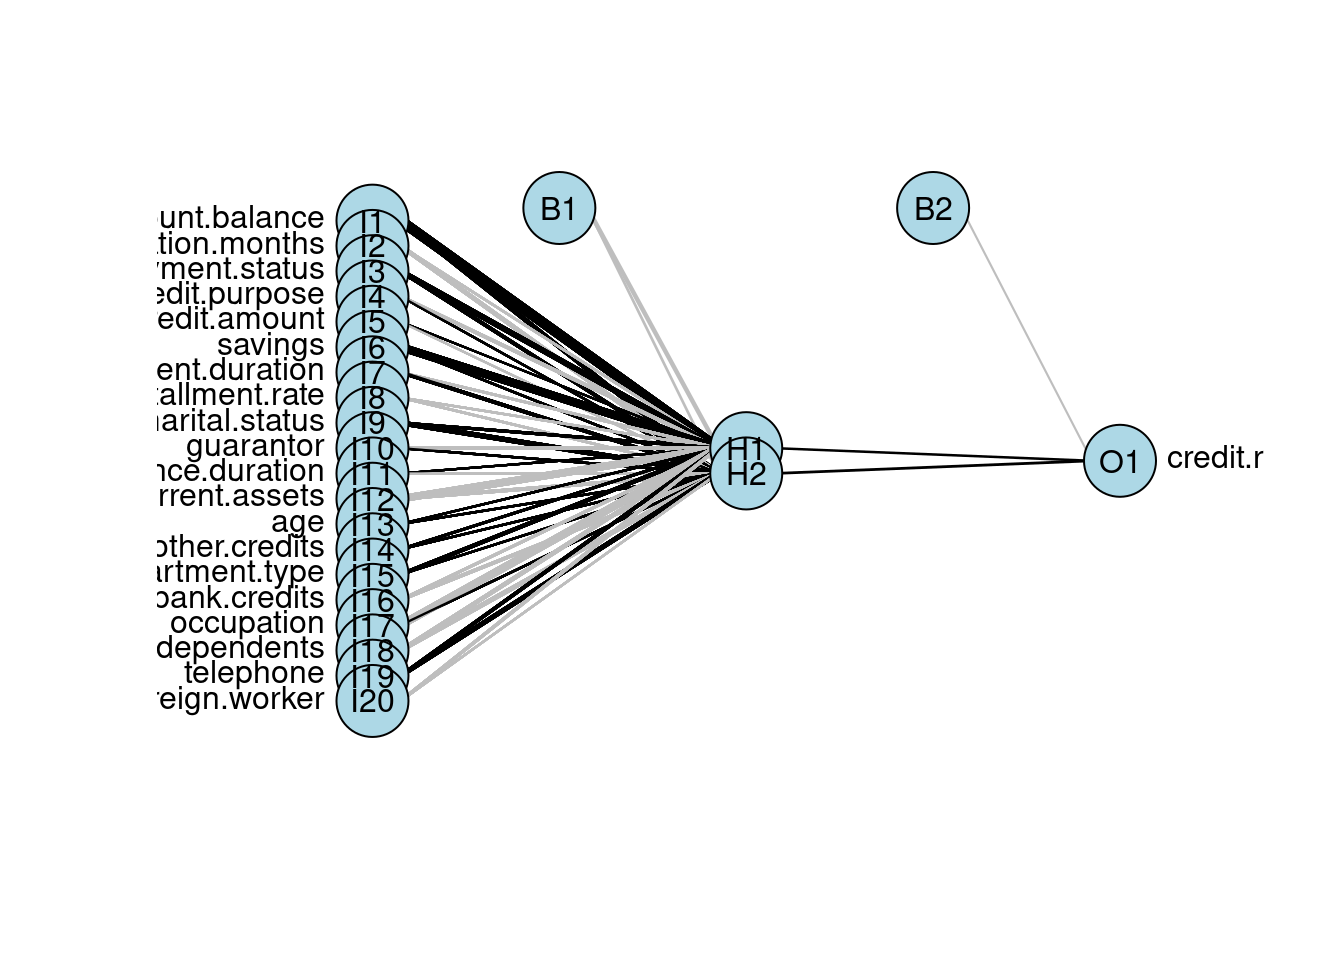 B1
B2
unt.balance I1
tion.months I2
ment.status I3
edit.purpose I4
edit.amount I5
savings I6
ent.duration I7
tallment.rate I8
arital.status I9
guarantor I10
nce.duration I11
rrent.assets I12
age I13
other.credits I14
artment.type I15
bank.credits I16
occupation I17
dependents I18
telephone I19
reign.worker I20
H1
H2
O1 credit.r